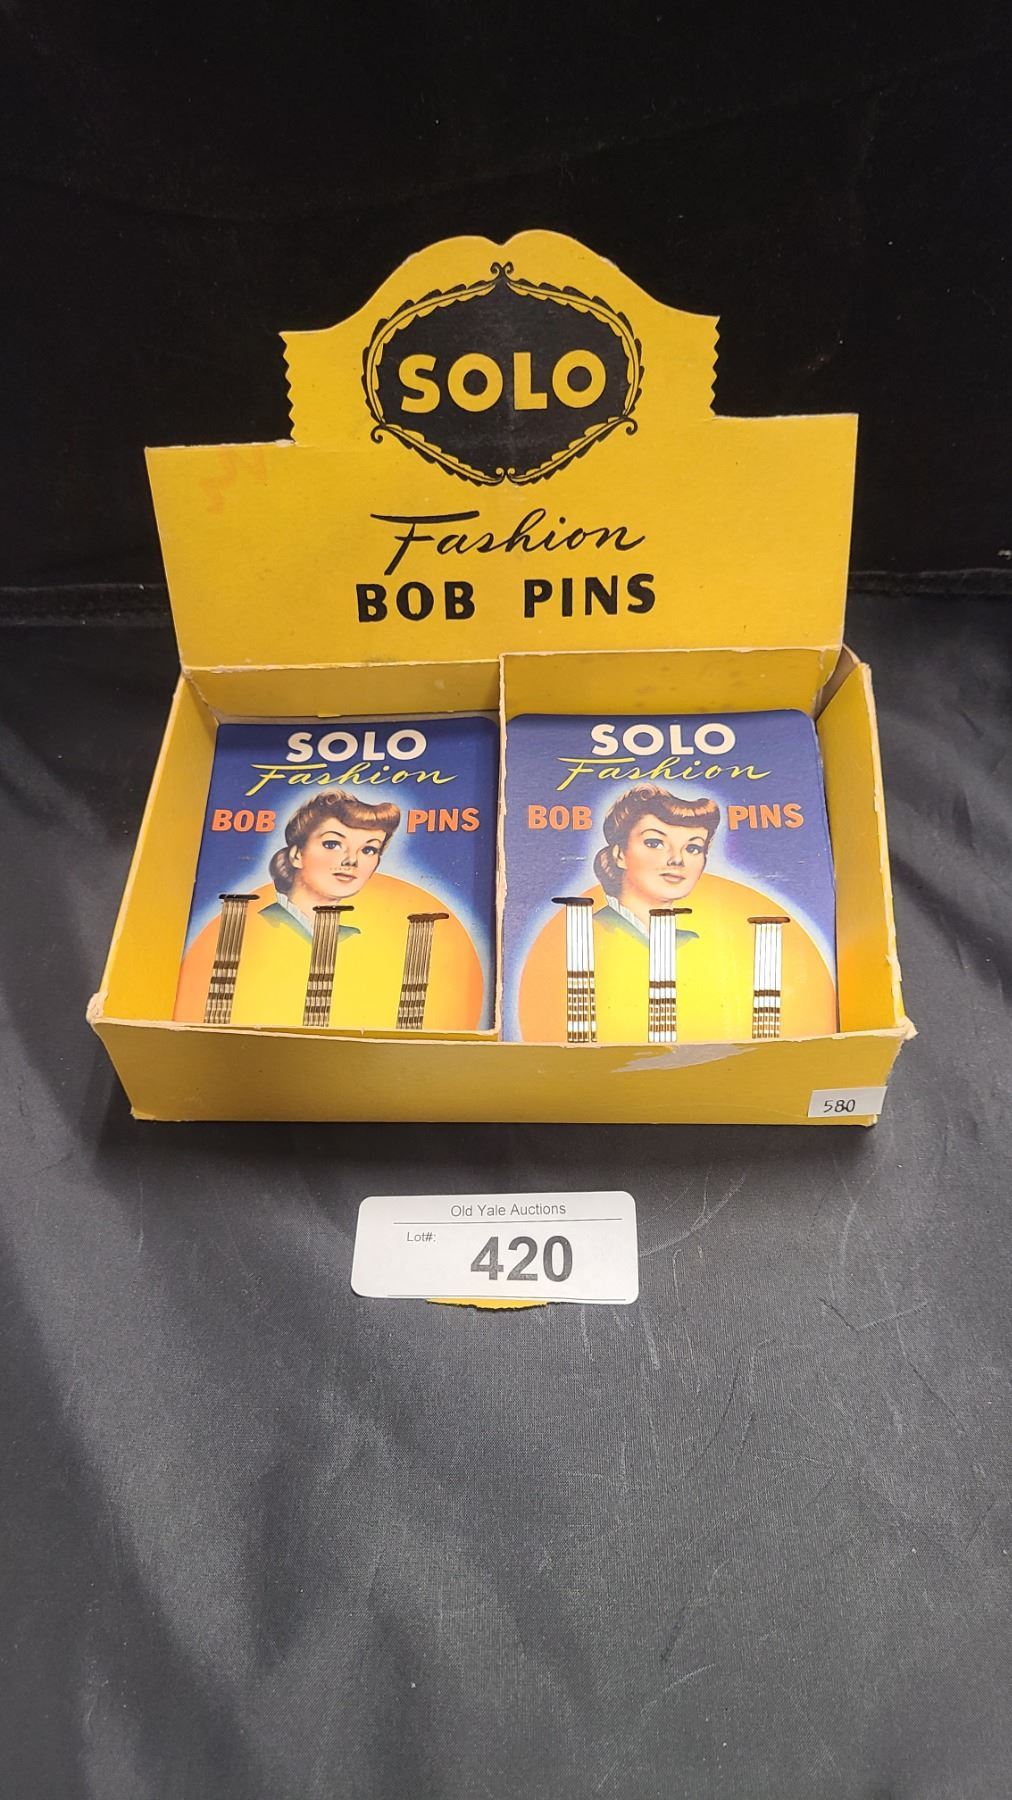 SOLO
Fashion
BOB PINS
SOLO
Fashion
BOB PINS
SOLO
Fashion
BOB PINS
580
Old Yale Auctions
Lot#:
420